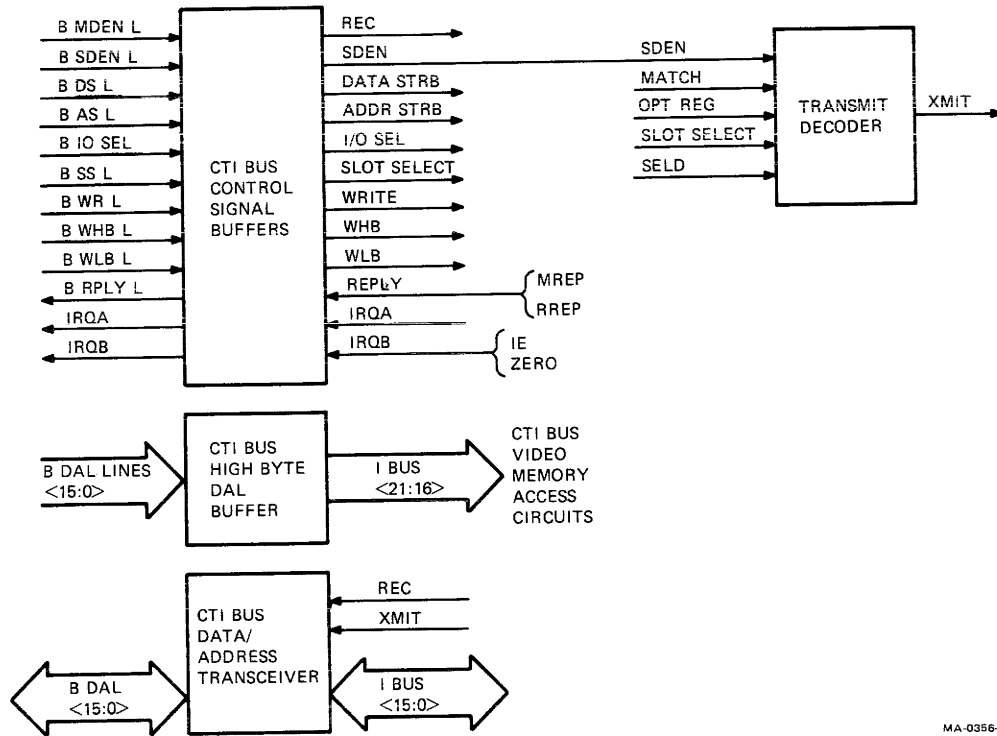 B MDEN L
B SDEN L
B DS L
B AS L
B IO SEL
B SS L
B WR L
B WHB L
B WLB L
B RPLY L
IRQA
IRQB
CTI BUS
CONTROL
SIGNAL
BUFFERS
REC
SDEN
DATA STRB
ADDR STRB
I/O SEL
SLOT SELECT
WRITE
WHB
WLB
REPLY
IRQA
IRQB
MREP
RREP
IE
ZERO
SDEN
MATCH
OPT REG
SLOT SELECT
SELD
TRANSMIT
DECODER
XMIT
B DAL LINES
<15:0>
CTI BUS
HIGH BYTE
DAL
BUFFER
I BUS
<21:16>
CTI BUS
VIDEO
MEMORY
ACCESS
CIRCUITS
CTI BUS
DATA/
ADDRESS
TRANSCEIVER
REC
XMIT
B DAL
<15:0>
I BUS
<15:0>
MA-0356-